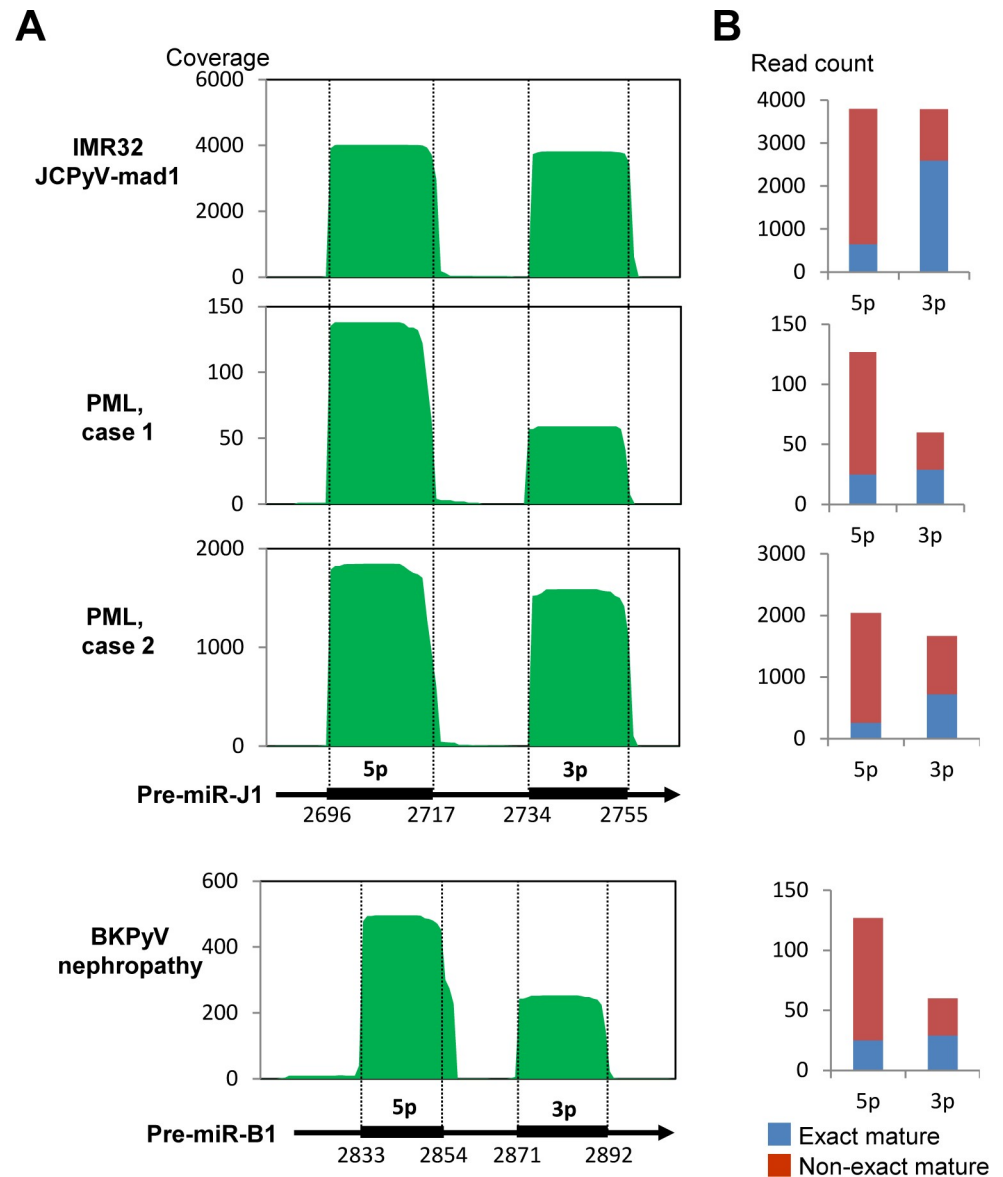 A
B
Coverage
Read count
IMR32
JCPyV-mad1
6000
4000
2000
0
4000
3000
2000
1000
0
5p 3p
PML,
case 1
150
100
50
0
150
100
50
0
5p 3p
PML,
case 2
2000
1000
0
3000
2000
1000
0
5p 3p
5p 3p
Pre-miR-J1
2696 2717 2734 2755
BKPyV
nephropathy
600
400
200
0
150
100
50
0
5p 3p
5p 3p
Pre-miR-B1
2833 2854 2871 2892
Exact mature
Non-exact mature